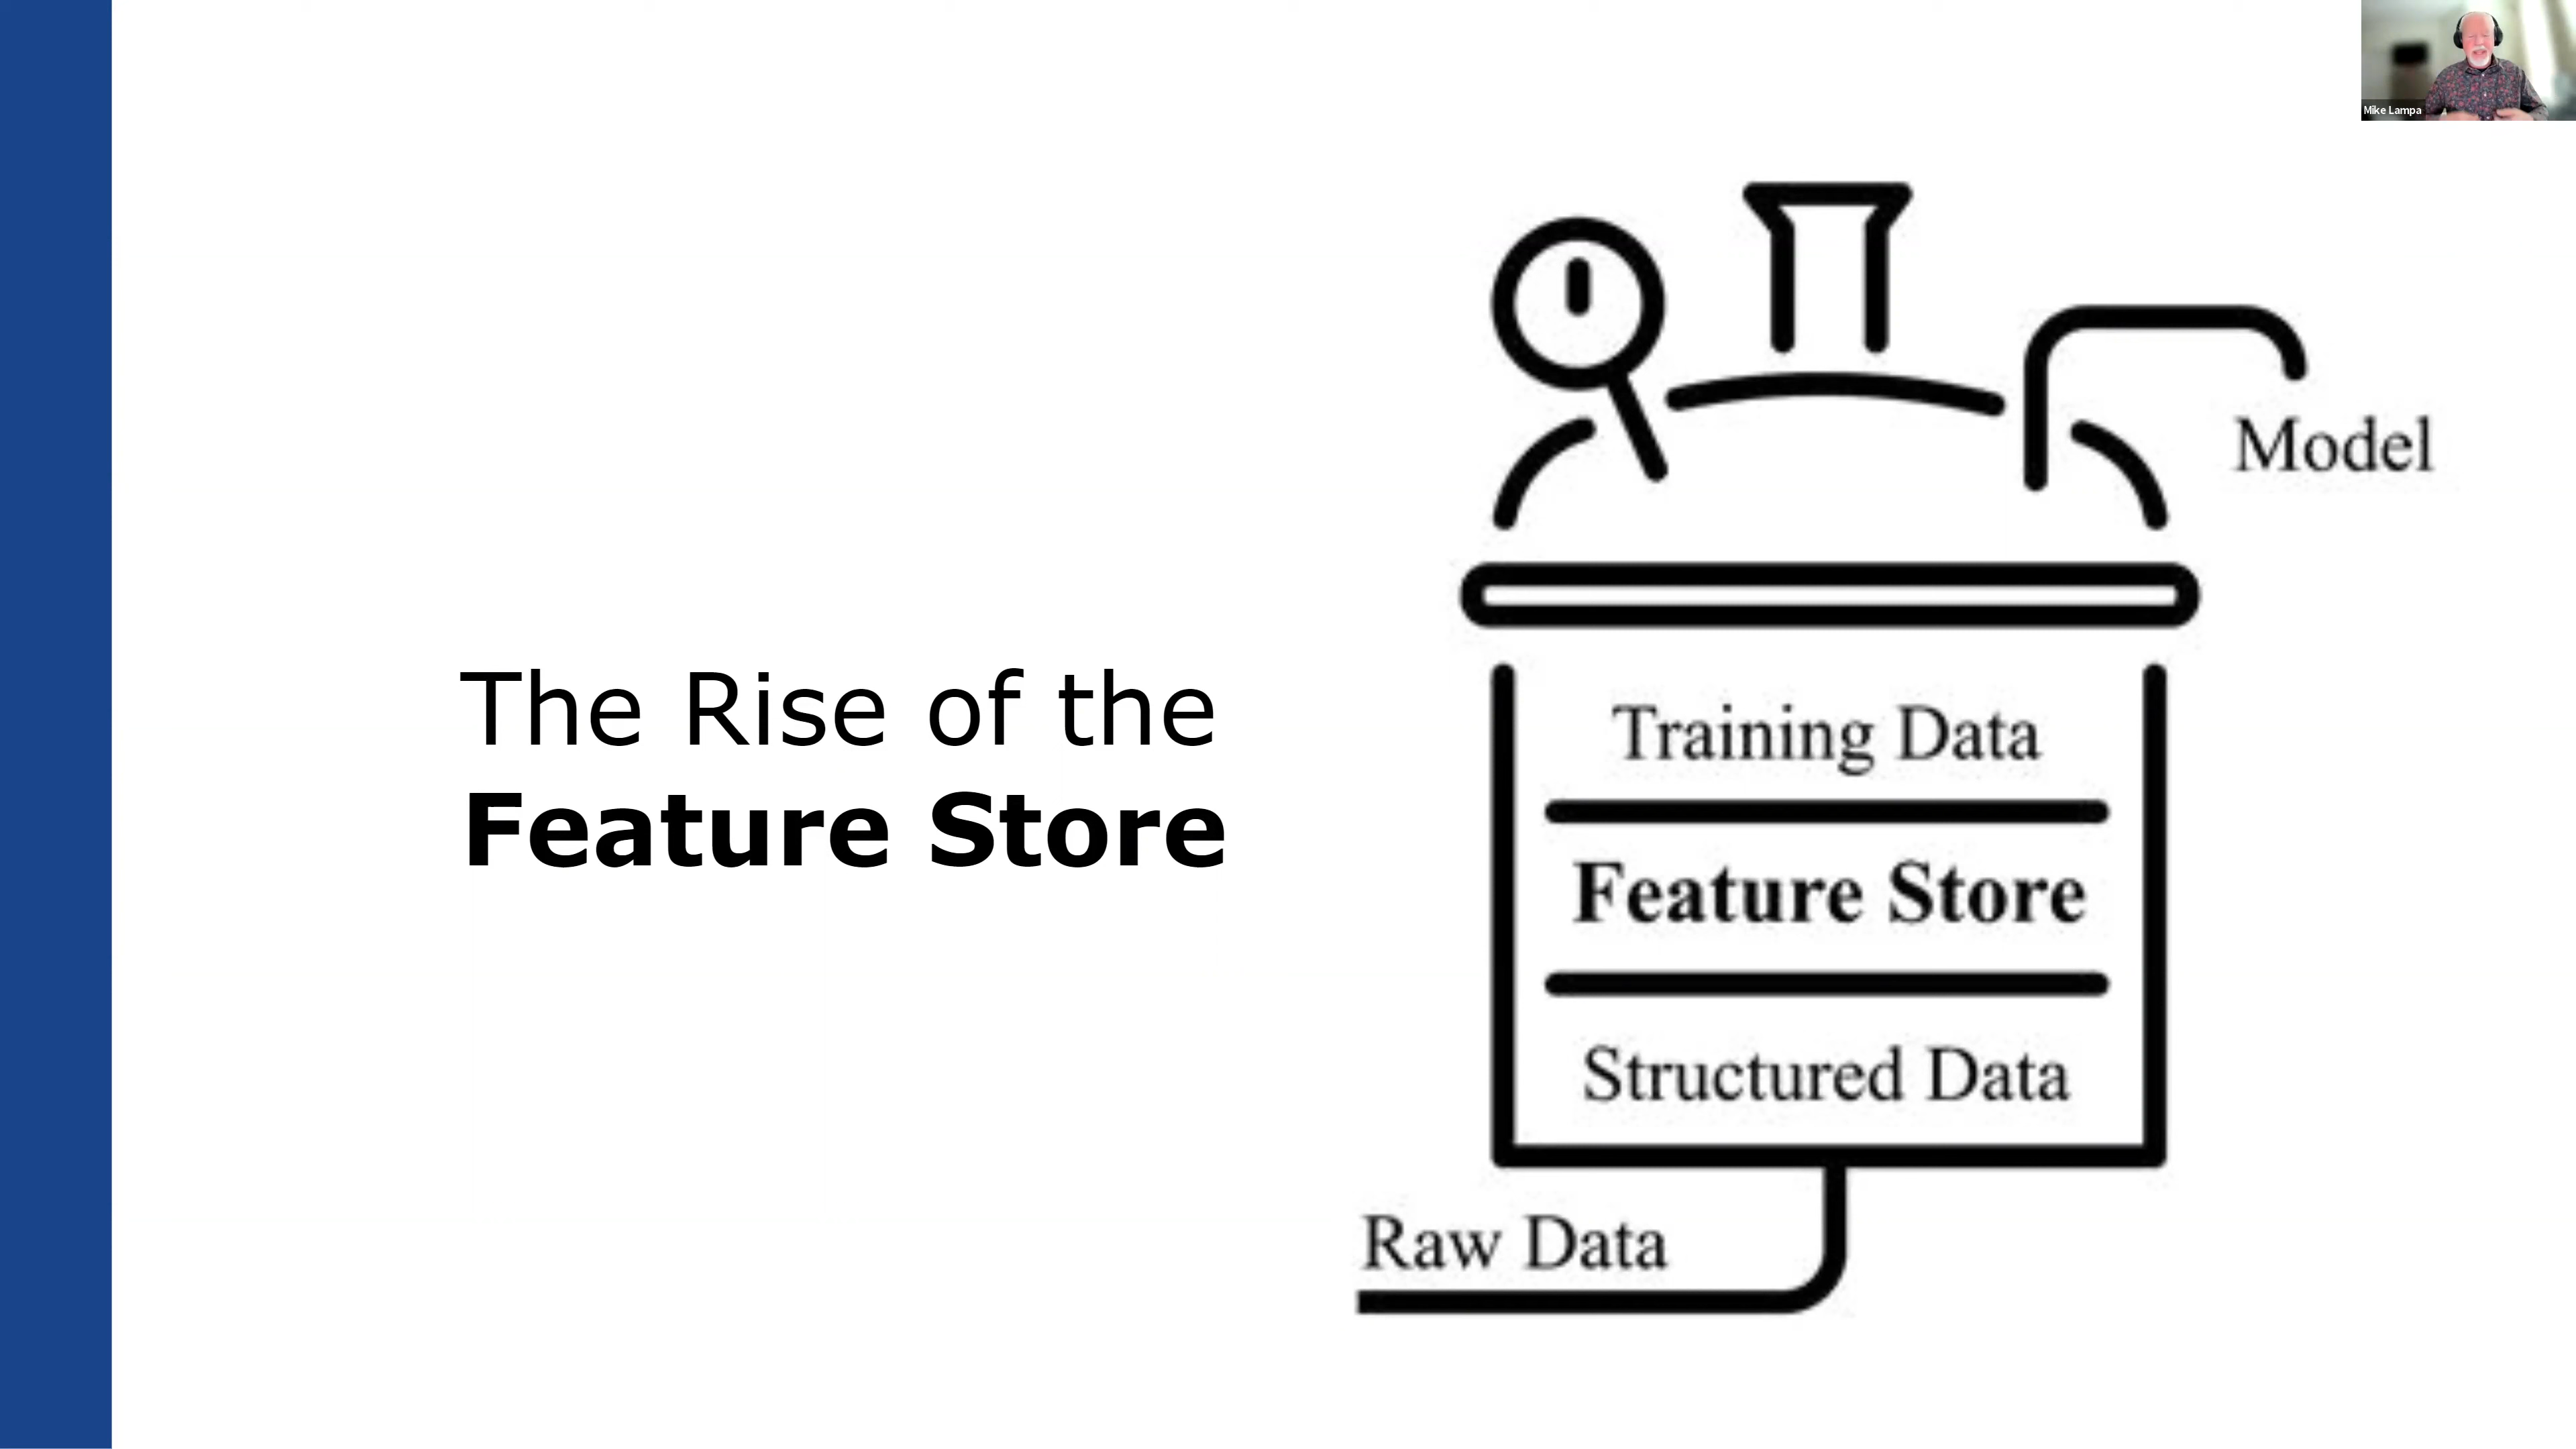 Mike Lampa
The Rise of the
Feature Store
Model
Training Data
Feature Store
Structured Data
Raw Data